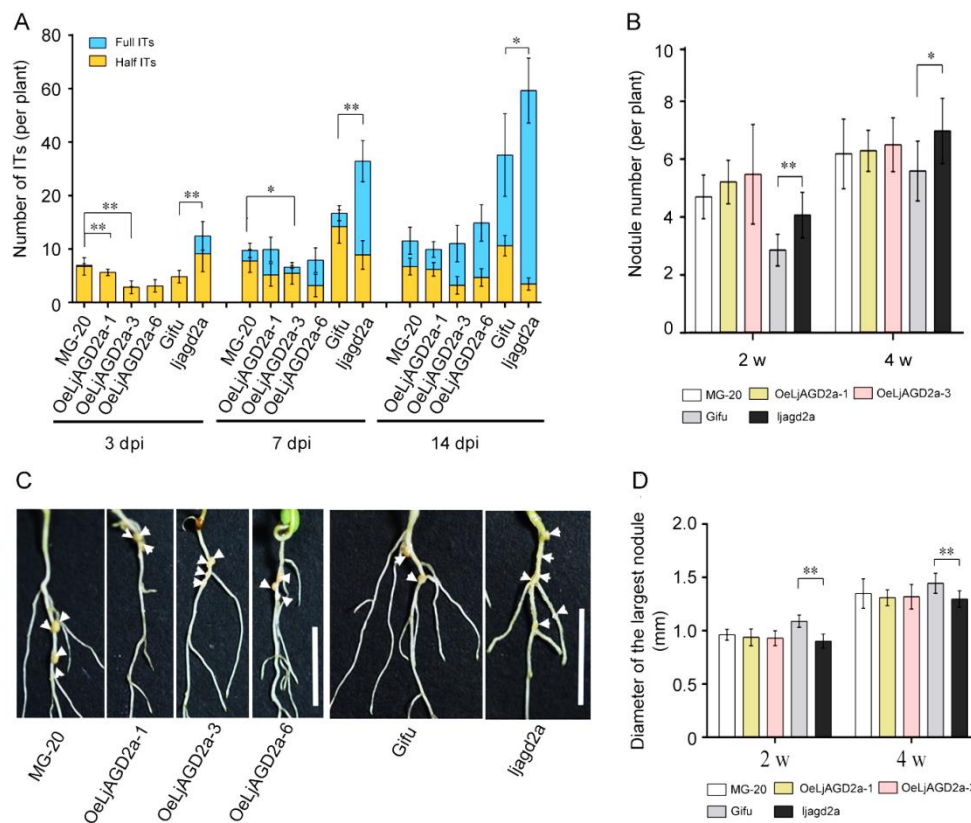 A
Number of ITs (per plant)
80
60
40
20
10
0
Full ITs
Half ITs
**
**
**
*
**
*
MG-20
OeLjAGD2a-1
OeLjAGD2a-3
OeLjAGD2a-6
Gifu
ljagd2a
MG-20
OeLjAGD2a-1
OeLjAGD2a-3
OeLjAGD2a-6
Gifu
ljagd2a
MG-20
OeLjAGD2a-1
OeLjAGD2a-3
OeLjAGD2a-6
Gifu
ljagd2a
3 dpi
7 dpi
14 dpi
B
Nodule number (per plant)
10
8
6
4
2
0
**
*
2 w
4 w
MG-20
OeLjAGD2a-1
OeLjAGD2a-3
Gifu
ljagd2a
C
MG-20
OeLjAGD2a-1
OeLjAGD2a-3
OeLjAGD2a-6
Gifu
ljagd2a
D
Diameter of the largest nodule
(mm)
2.0
1.5
1.0
0.5
0
**
**
2 w
4 w
MG-20
OeLjAGD2a-1
OeLjAGD2a-3
Gifu
ljagd2a